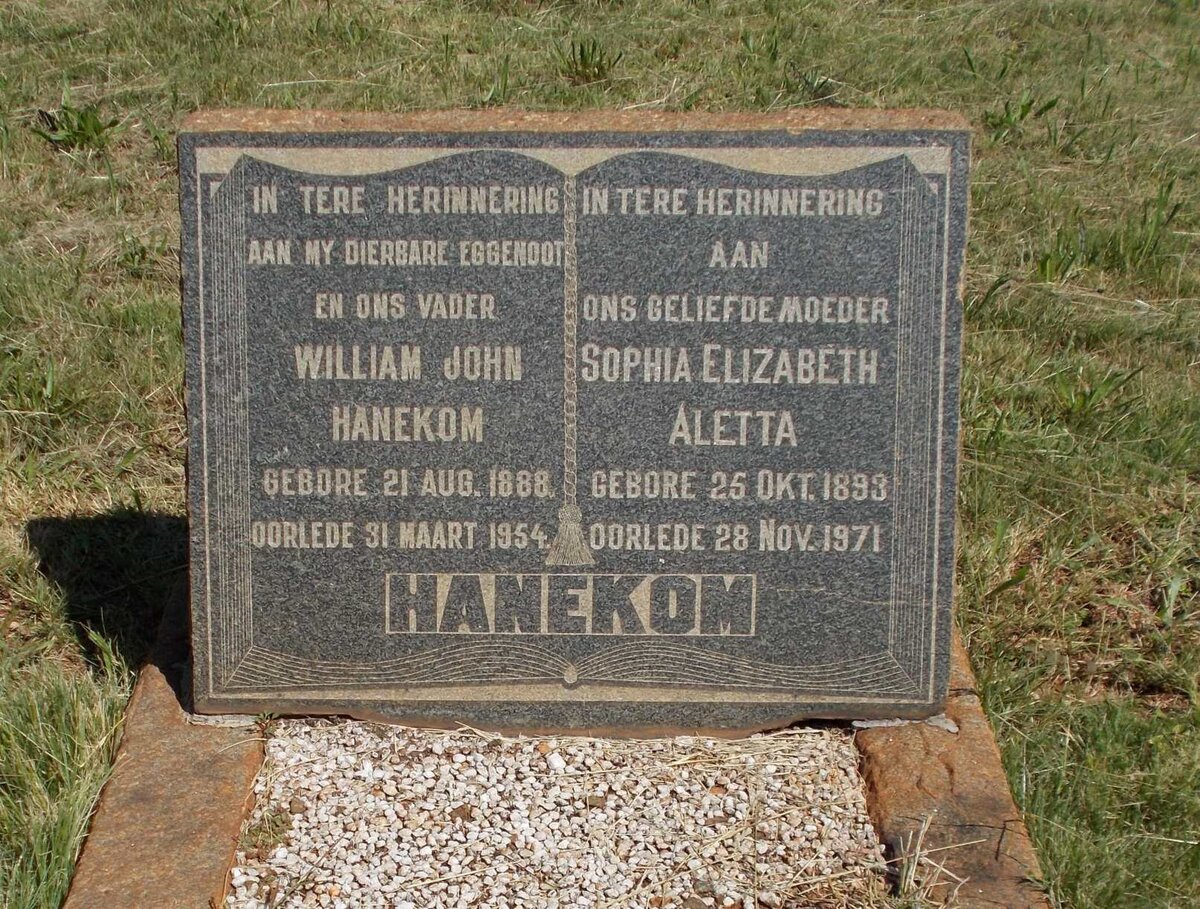 IN TERE HERINNERING
AAN MY DIERBARE EGGENOOT
EN ONS VADER
WILLIAM JOHN
HANEKOM
GEBORE 21 AUG. 1888.
OORLEDE 31 MAART 1954.
IN TERE HERINNERING
AAN
ONS GELIEFDE MOEDER
SOPHIA ELIZABETH
ALETTA
GEBORE 25 OKT. 1893
OORLEDE 28 NOV. 1971
HANEKOM